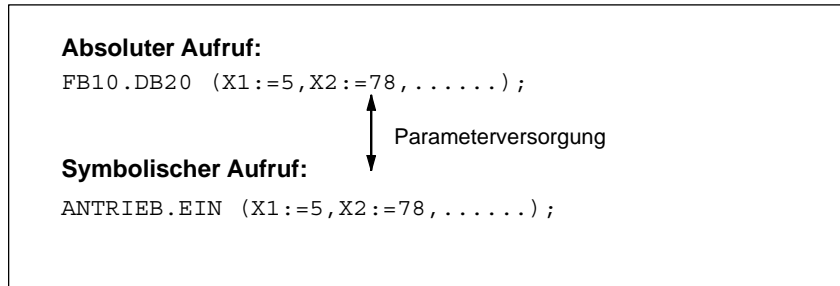 Absoluter Aufruf:
FB10.DB20 (X1:=5,X2:=78,......);
Parameterversorgung
Symbolischer Aufruf:
ANTRIEB.EIN (X1:=5,X2:=78,......);